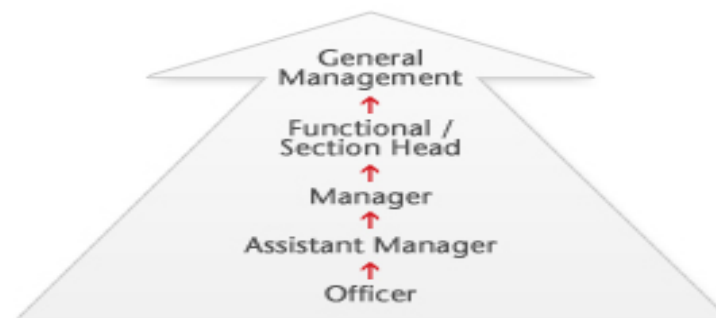 General
Management
Functional /
Section Head
Manager
Assistant Manager
Officer